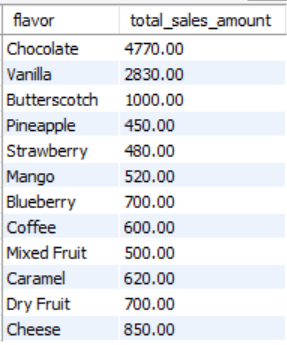 flavor total_sales_amount
Chocolate 4770.00
Vanilla 2830.00
Butterscotch 1000.00
Pineapple 450.00
Strawberry 480.00
Mango 520.00
Blueberry 700.00
Coffee 600.00
Mixed Fruit 500.00
Caramel 620.00
Dry Fruit 700.00
Cheese 850.00